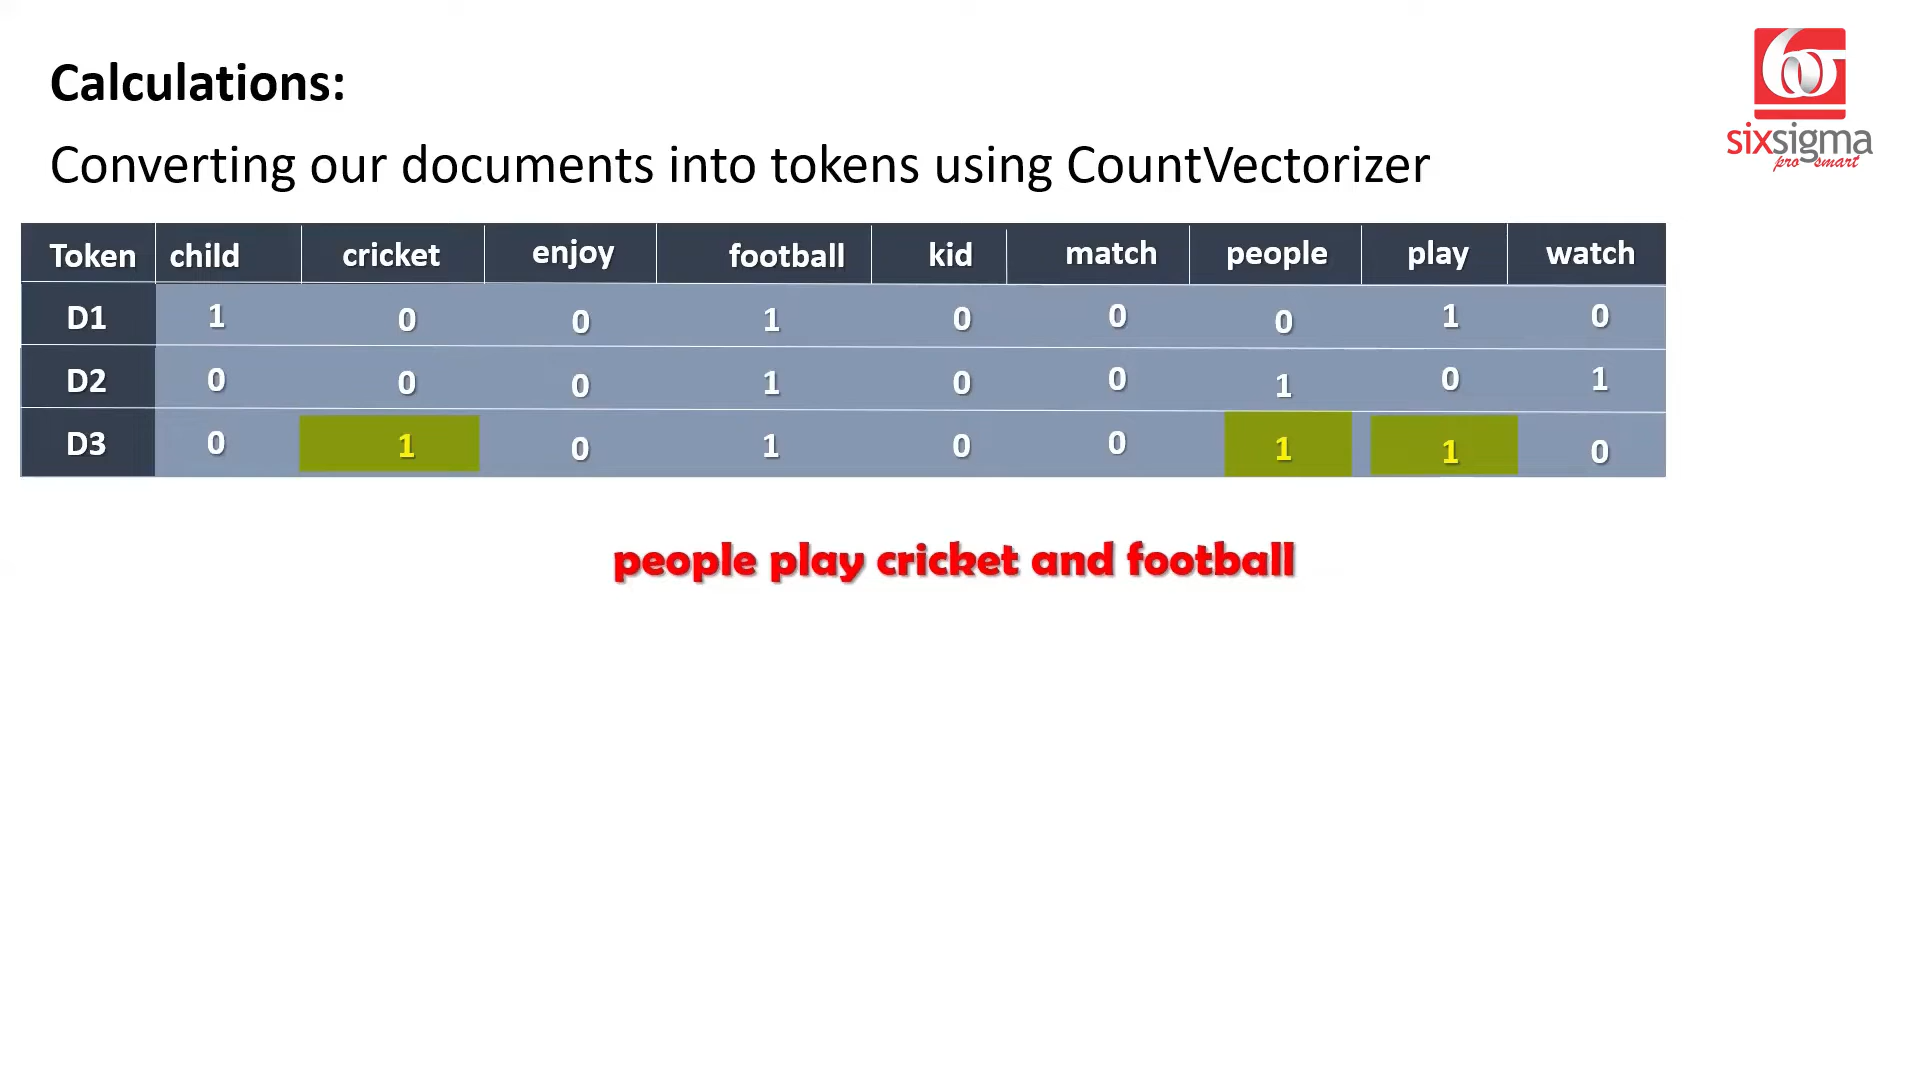 Calculations:
sixsigma
pro smart
Converting our documents into tokens using CountVectorizer
Token child cricket enjoy football kid match people play watch
D1 1 0 0 1 0 0 0 1 0
D2 0 0 0 1 0 0 1 0 1
D3 0 1 0 1 0 0 1 1 0
people play cricket and football